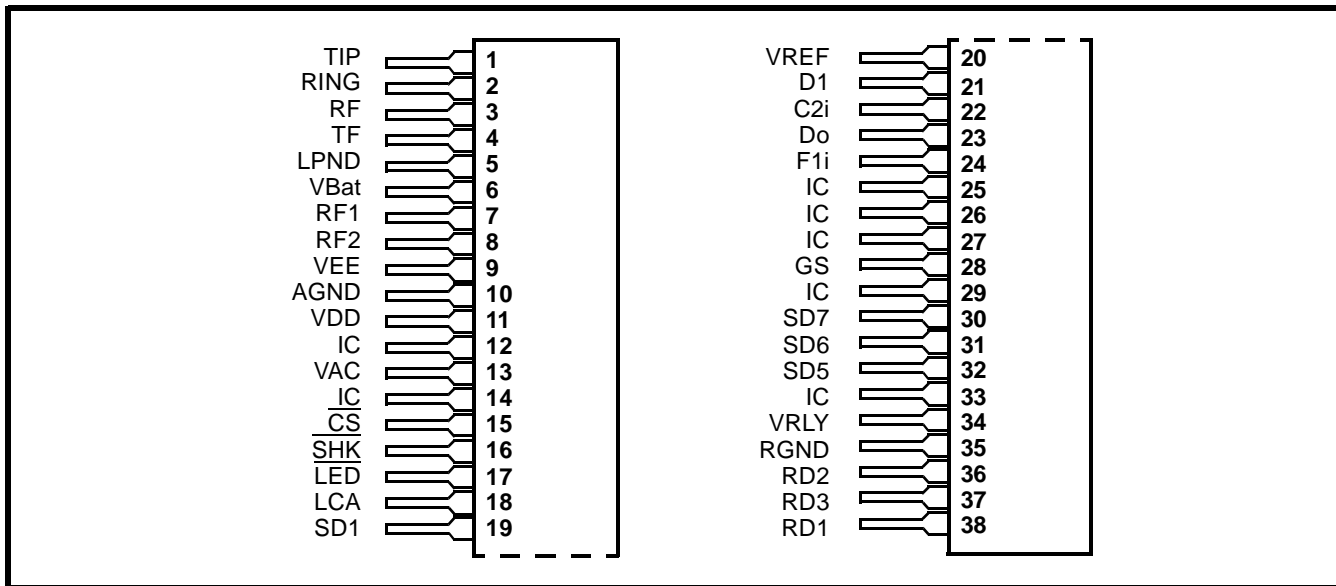 TIP 1
RING 2
RF 3
TF 4
LPND 5
VBat 6
RF1 7
RF2 8
VEE 9
AGND 10
VDD 11
IC 12
VAC 13
IC 14
CS 15
SHK 16
LED 17
LCA 18
SD1 19
VREF 20
D1 21
C2i 22
Do 23
F1i 24
IC 25
IC 26
IC 27
GS 28
IC 29
SD7 30
SD6 31
SD5 32
IC 33
VRLY 34
RGND 35
RD2 36
RD3 37
RD1 38